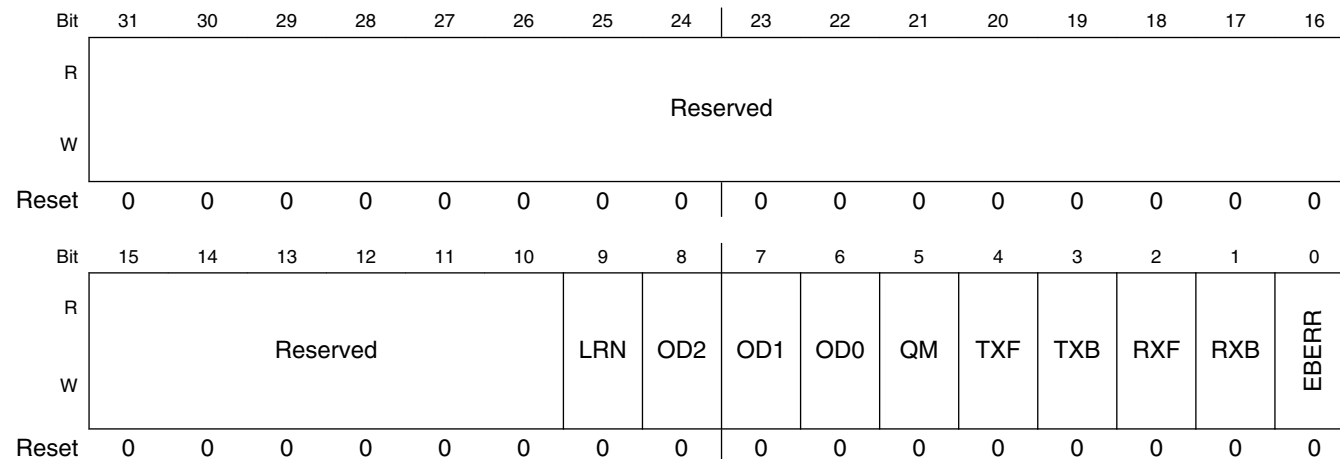 Bit 31 30 29 28 27 26 25 24 23 22 21 20 19 18 17 16
R
Reserved
W
Reset 0 0 0 0 0 0 0 0 0 0 0 0 0 0 0 0
Bit 15 14 13 12 11 10 9 8 7 6 5 4 3 2 1 0
R
Reserved LRN OD2 OD1 OD0 QM TXF TXB RXF RXB EBERR
W
Reset 0 0 0 0 0 0 0 0 0 0 0 0 0 0 0 0